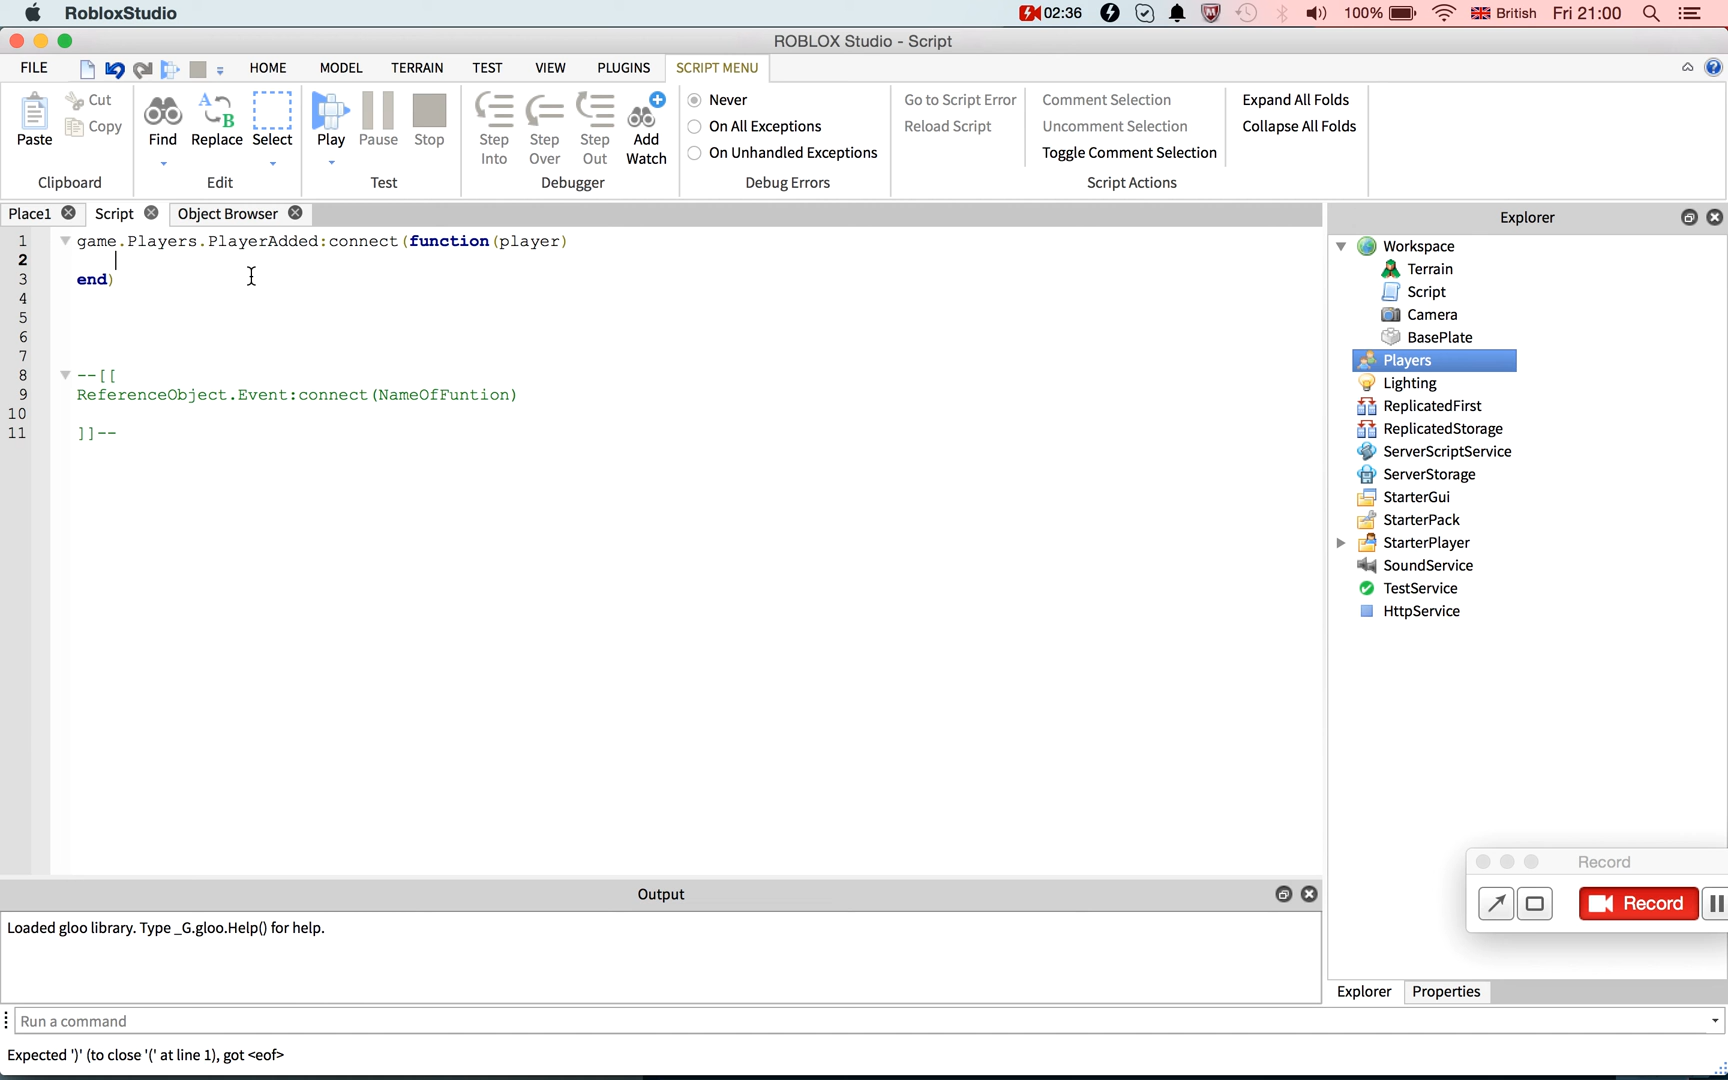 RobloxStudio 02:36 100% British Fri 21:00
ROBLOX Studio - Script
FILE HOME MODEL TERRAIN TEST VIEW PLUGINS SCRIPT MENU
Paste Cut Copy Find Replace Select Play Pause Stop Step Into Step Over Step Out Add Watch
Never
On All Exceptions
On Unhandled Exceptions
Go to Script Error
Reload Script
Comment Selection
Uncomment Selection
Toggle Comment Selection
Expand All Folds
Collapse All Folds
Clipboard Edit Test Debugger Debug Errors Script Actions
Place1 Script Object Browser
1 game.Players.PlayerAdded:connect(function(player)
2
3 end)
4
5
6
7
8 --[[
9 ReferenceObject.Event:connect(NameOfFuntion)
10
11 ]]--
Explorer
Workspace
Terrain
Script
Camera
BasePlate
Players
Lighting
ReplicatedFirst
ReplicatedStorage
ServerScriptService
ServerStorage
StarterGui
StarterPack
StarterPlayer
SoundService
TestService
HttpService
Record
Record
Output
Loaded gloo library. Type _G.gloo.Help() for help.
Explorer Properties
Run a command
Expected ')' (to close '(' at line 1), got <eof>